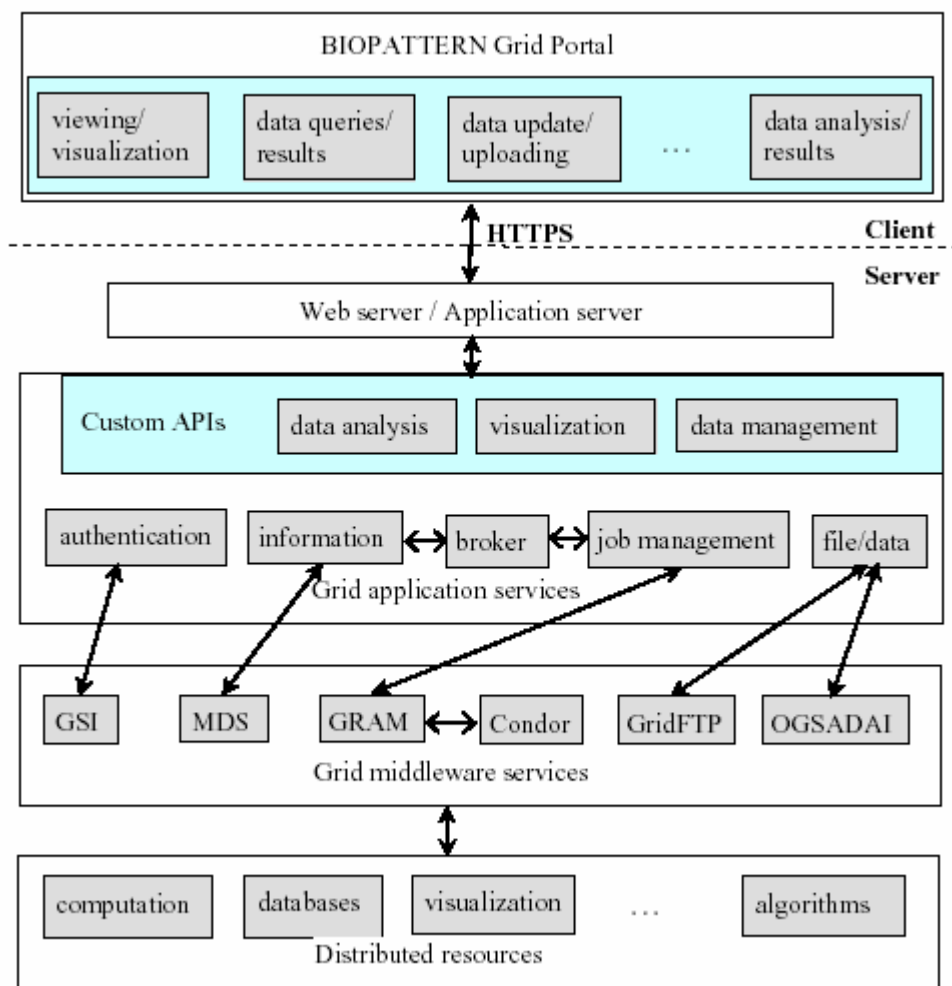 BIOPATTERN Grid Portal
viewing/
visualization
data queries/
results
data update/
uploading
...
data analysis/
results
HTTPS
Client
Server
Web server / Application server
Custom APIs
data analysis
visualization
data management
authentication
information
broker
job management
file/data
Grid application services
GSI
MDS
GRAM
Condor
GridFTP
OGSADAI
Grid middleware services
computation
databases
visualization
...
algorithms
Distributed resources